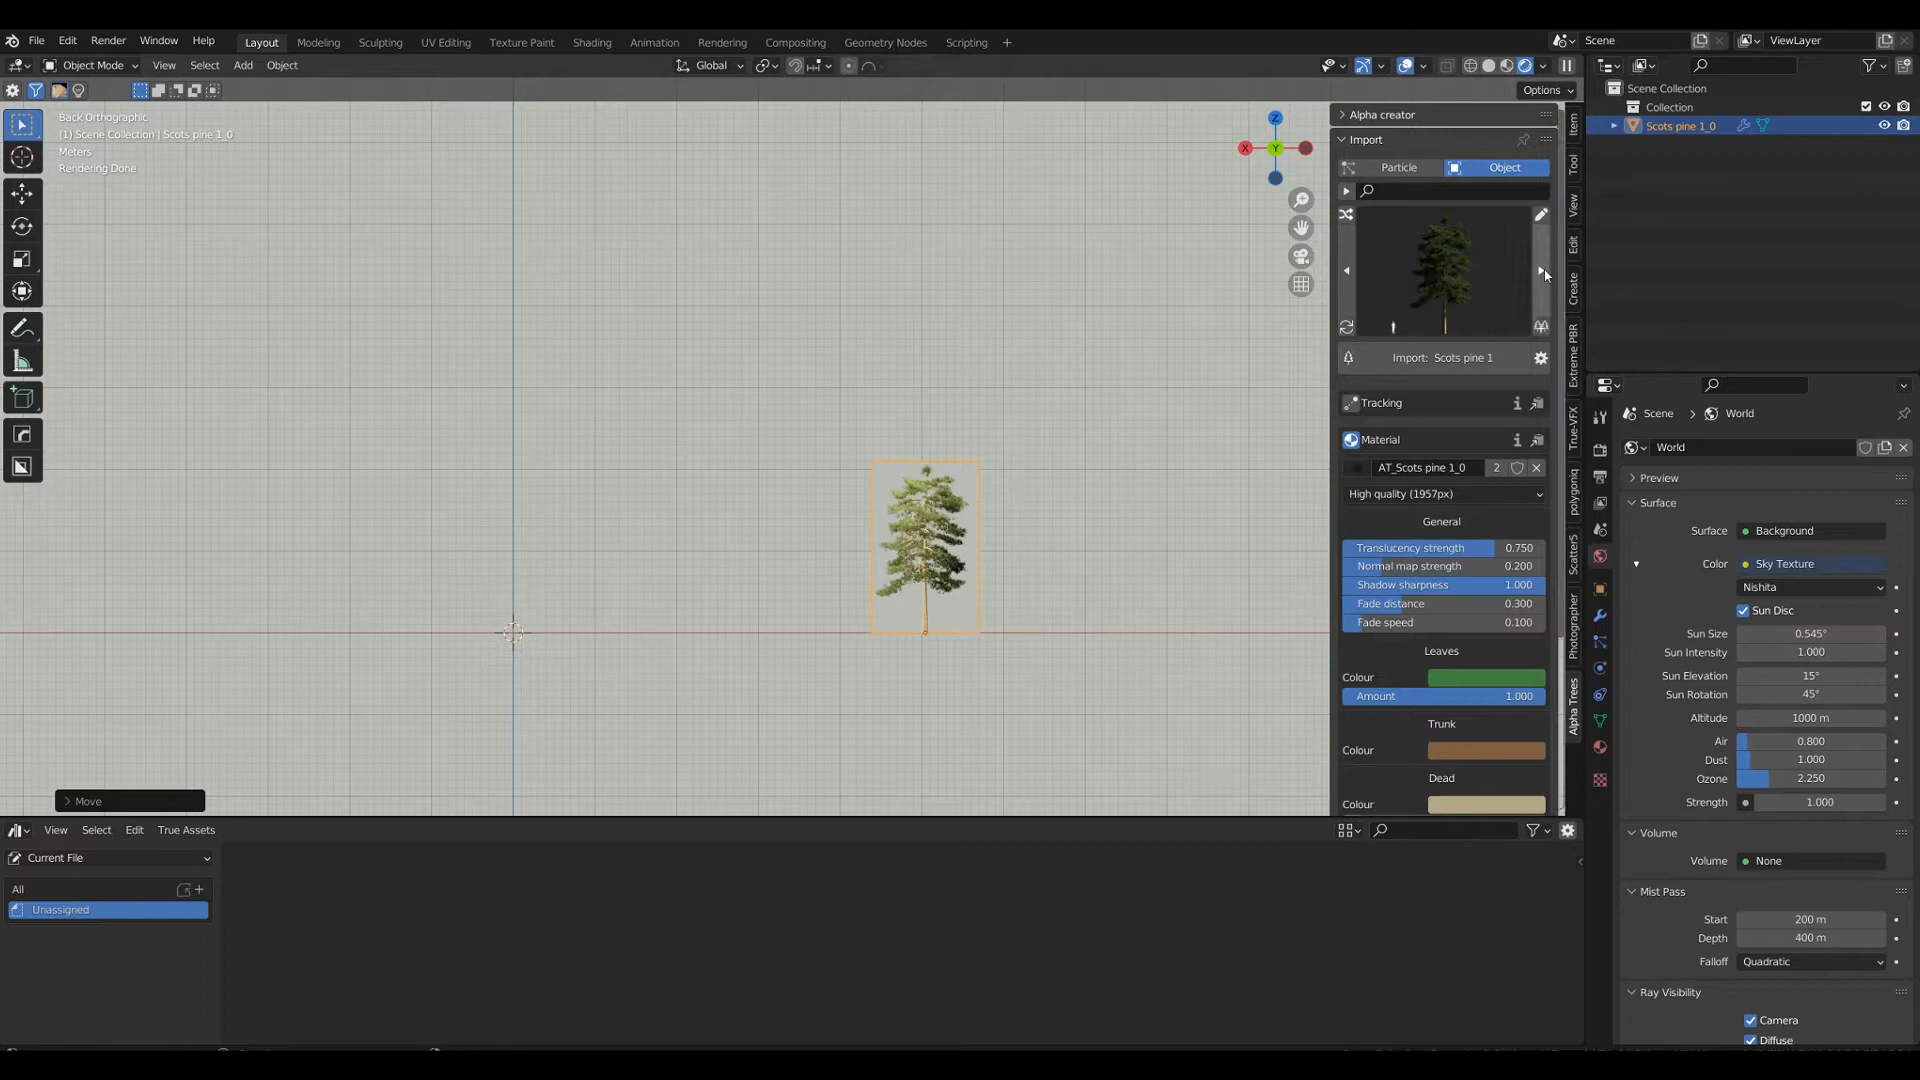 File Edit Render Window Help Layout Modeling Sculpting UV Editing Texture Paint Shading Animation Rendering Compositing Geometry Nodes Scripting + Scene ViewLayer
Object Mode View Select Add Object Global
Options
Back Orthographic
(1) Scene Collection | Scots pine 1_0
Meters
Rendering Done
Z
X
Y
Move
Alpha creator
Import
Particle Object
Import: Scots pine 1
Tracking
Material
AT_Scots pine 1_0 2
High quality (1957px)
General
Translucency strength 0.750
Normal map strength 0.200
Shadow sharpness 1.000
Fade distance 0.300
Fade speed 0.100
Leaves
Colour
Amount 1.000
Trunk
Colour
Dead
Colour
Item
Tool
View
Edit
Create
Extreme PBR
True-VFX
polygoniq
Scatter5
Photographer
Alpha Trees
Scene Collection
Collection
Scots pine 1_0
Scene > World
World
Preview
Surface
Surface Background
Color Sky Texture
Nishita
Sun Disc
Sun Size 0.545°
Sun Intensity 1.000
Sun Elevation 15°
Sun Rotation 45°
Altitude 1000 m
Air 0.800
Dust 1.000
Ozone 2.250
Strength 1.000
Volume
Volume None
Mist Pass
Start 200 m
Depth 400 m
Falloff Quadratic
Ray Visibility
Camera
Diffuse
View Select Edit True Assets
Current File
All
Unassigned